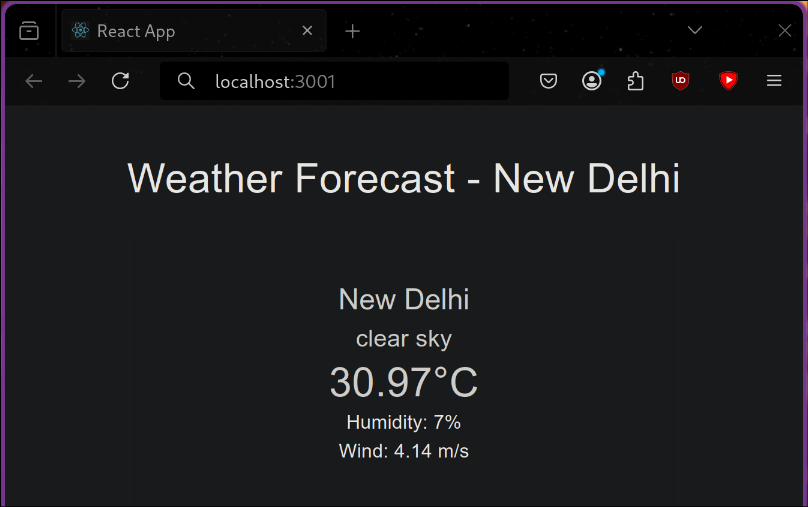 React App
localhost:3001
Weather Forecast - New Delhi
New Delhi
clear sky
30.97°C
Humidity: 7%
Wind: 4.14 m/s